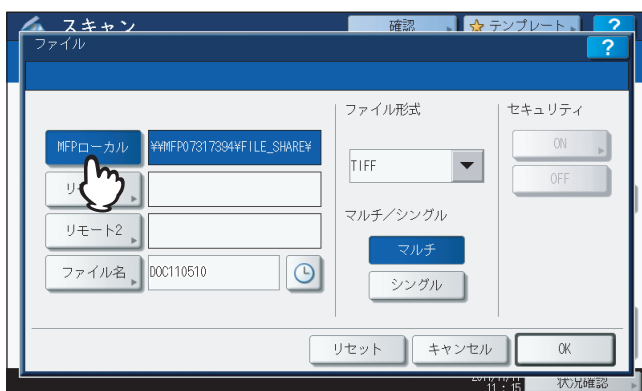 スキャン
確認
テンプレート
?
ファイル
?
ファイル形式
セキュリティ
MFPローカル
¥¥MFP07317394¥FILE_SHARE¥
ON
TIFF
OFF
リモート2
マルチ/シングル
マルチ
ファイル名
DOC110510
シングル
リセット
キャンセル
OK
11:15
状況確認